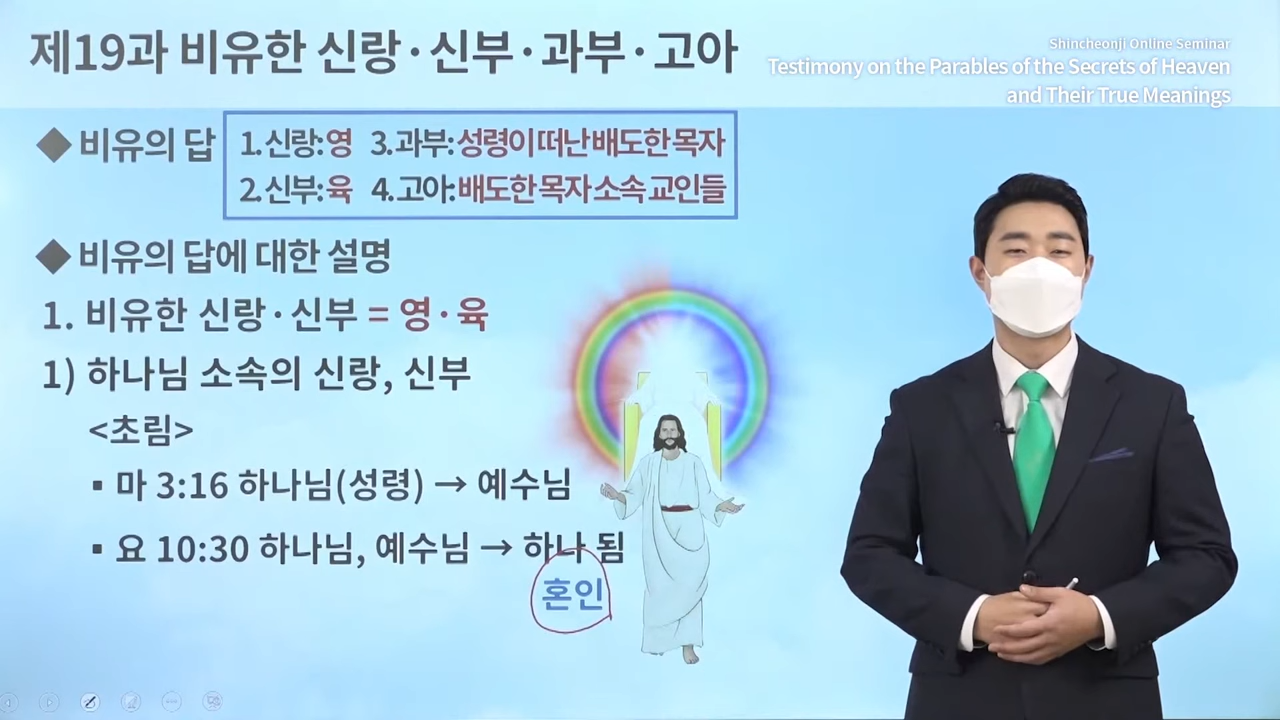 제19과 비유한 신랑·신부·과부·고아
Shincheonji Online Seminar
Testimony on the Parables of the Secrets of Heaven
and Their True Meanings
◆ 비유의 답
1. 신랑: 영 3. 과부: 성령이 떠난 배도한 목자
2. 신부: 육 4. 고아: 배도한 목자 소속 교인들
◆ 비유의 답에 대한 설명
1. 비유한 신랑·신부 = 영·육
1) 하나님 소속의 신랑, 신부
<초림>
▪ 마 3:16 하나님(성령) → 예수님
▪ 요 10:30 하나님, 예수님 → 하나 됨
혼인